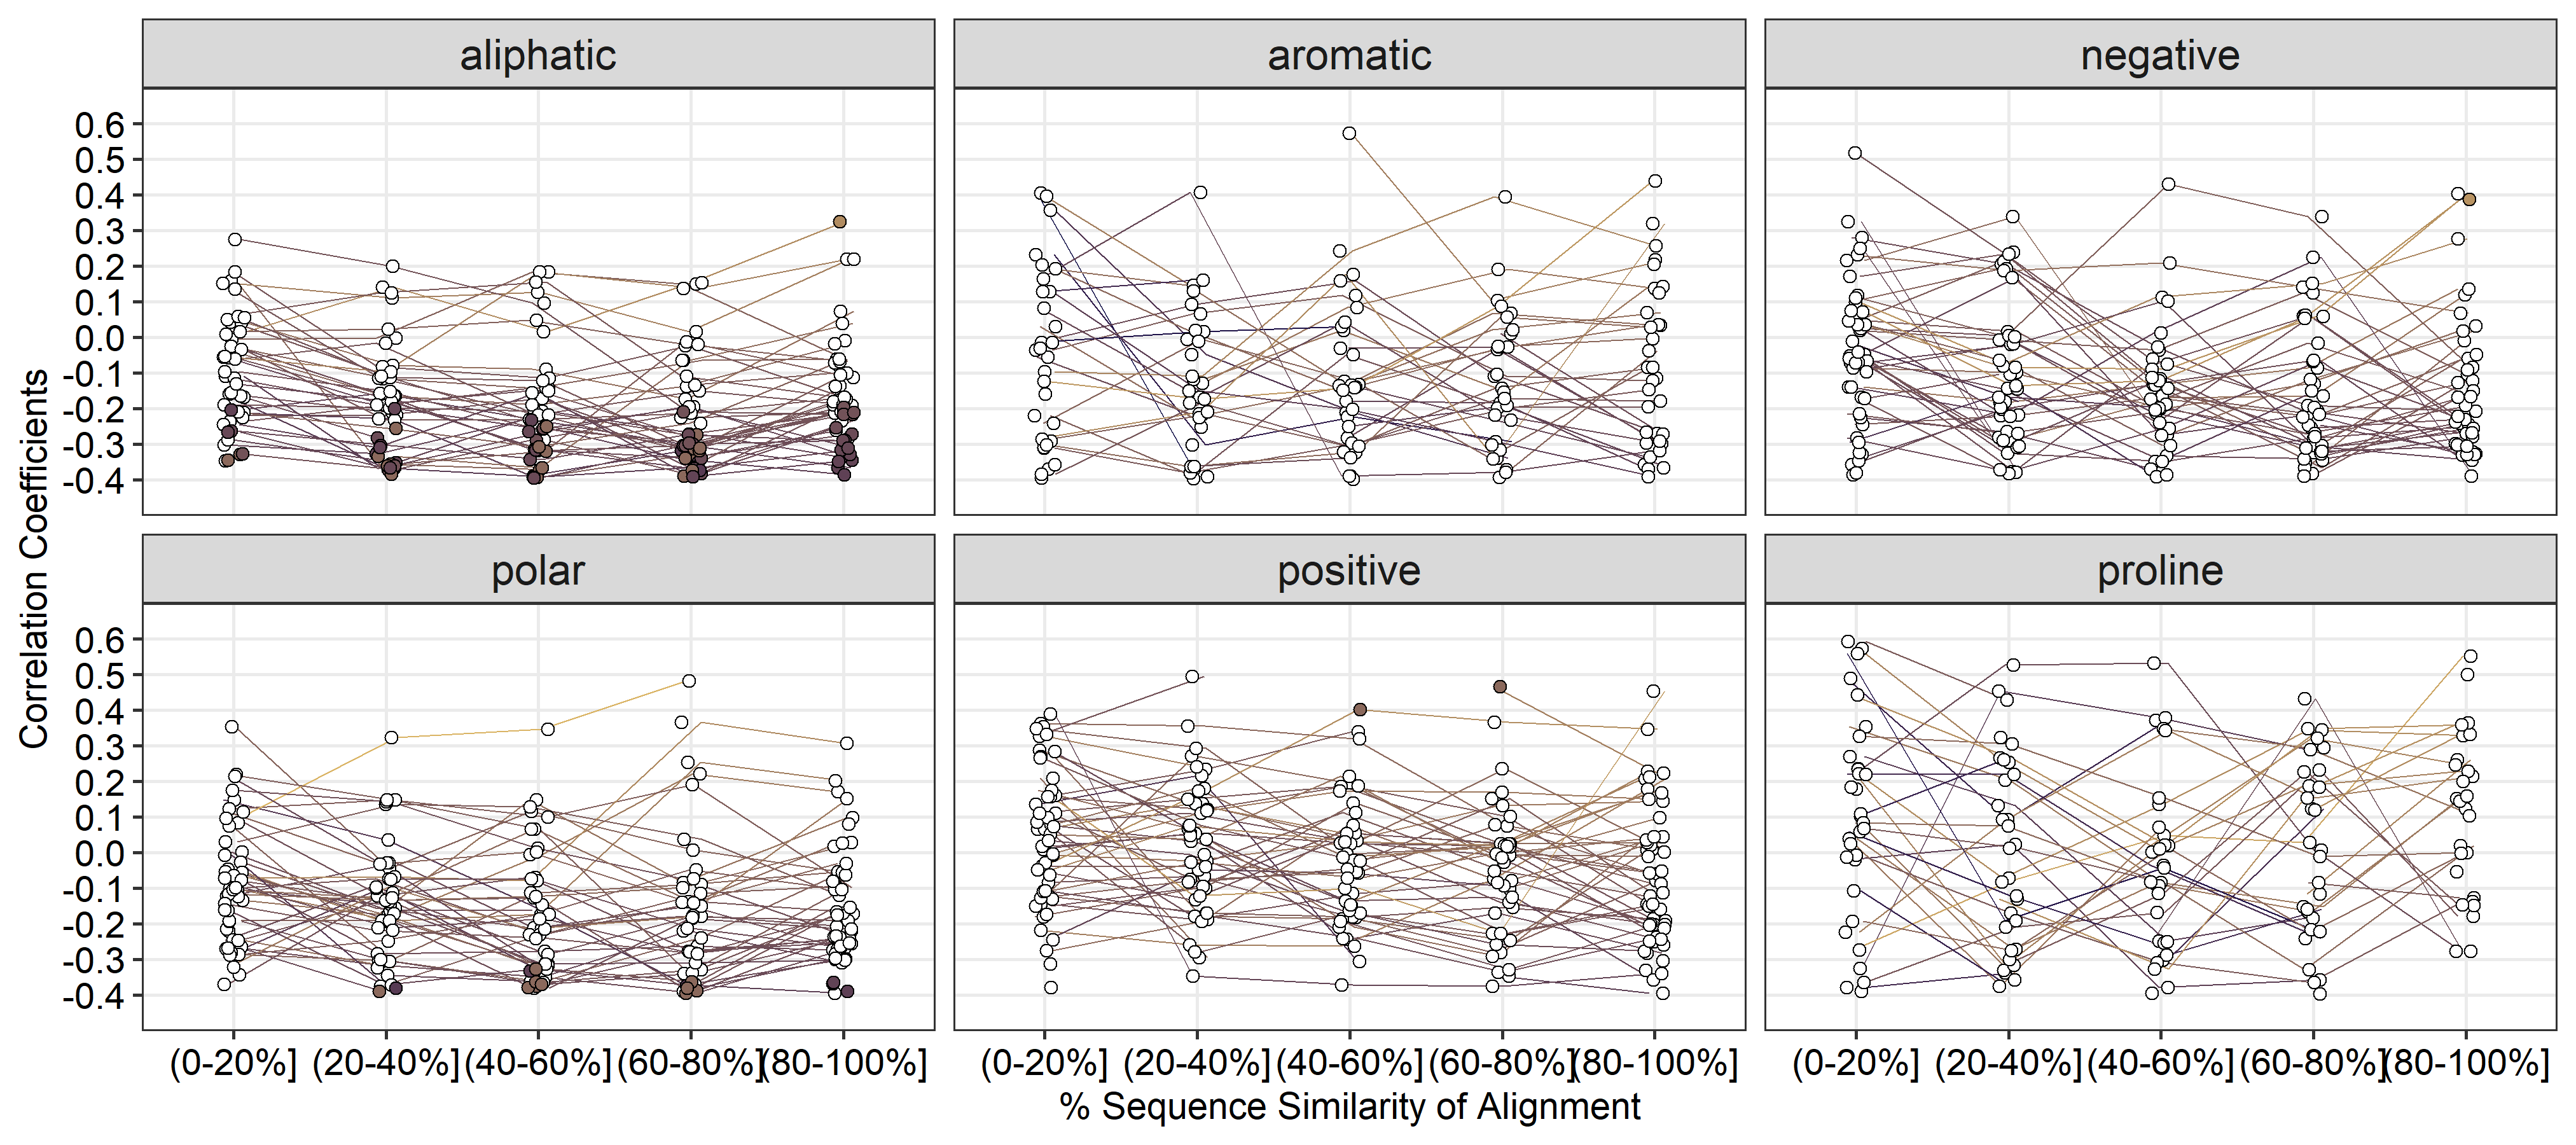 aliphatic
aromatic
negative
0.6
0.5
0.4
0.3
0.2
0.1
0.0
-0.1
-0.2
-0.3
-0.4
Correlation Coefficients
polar
positive
proline
0.6
0.5
0.4
0.3
0.2
0.1
0.0
-0.1
-0.2
-0.3
-0.4
(0-20%] (20-40%] (40-60%] (60-80%] (80-100%]
(0-20%] (20-40%] (40-60%] (60-80%] (80-100%]
(0-20%] (20-40%] (40-60%] (60-80%] (80-100%]
% Sequence Similarity of Alignment